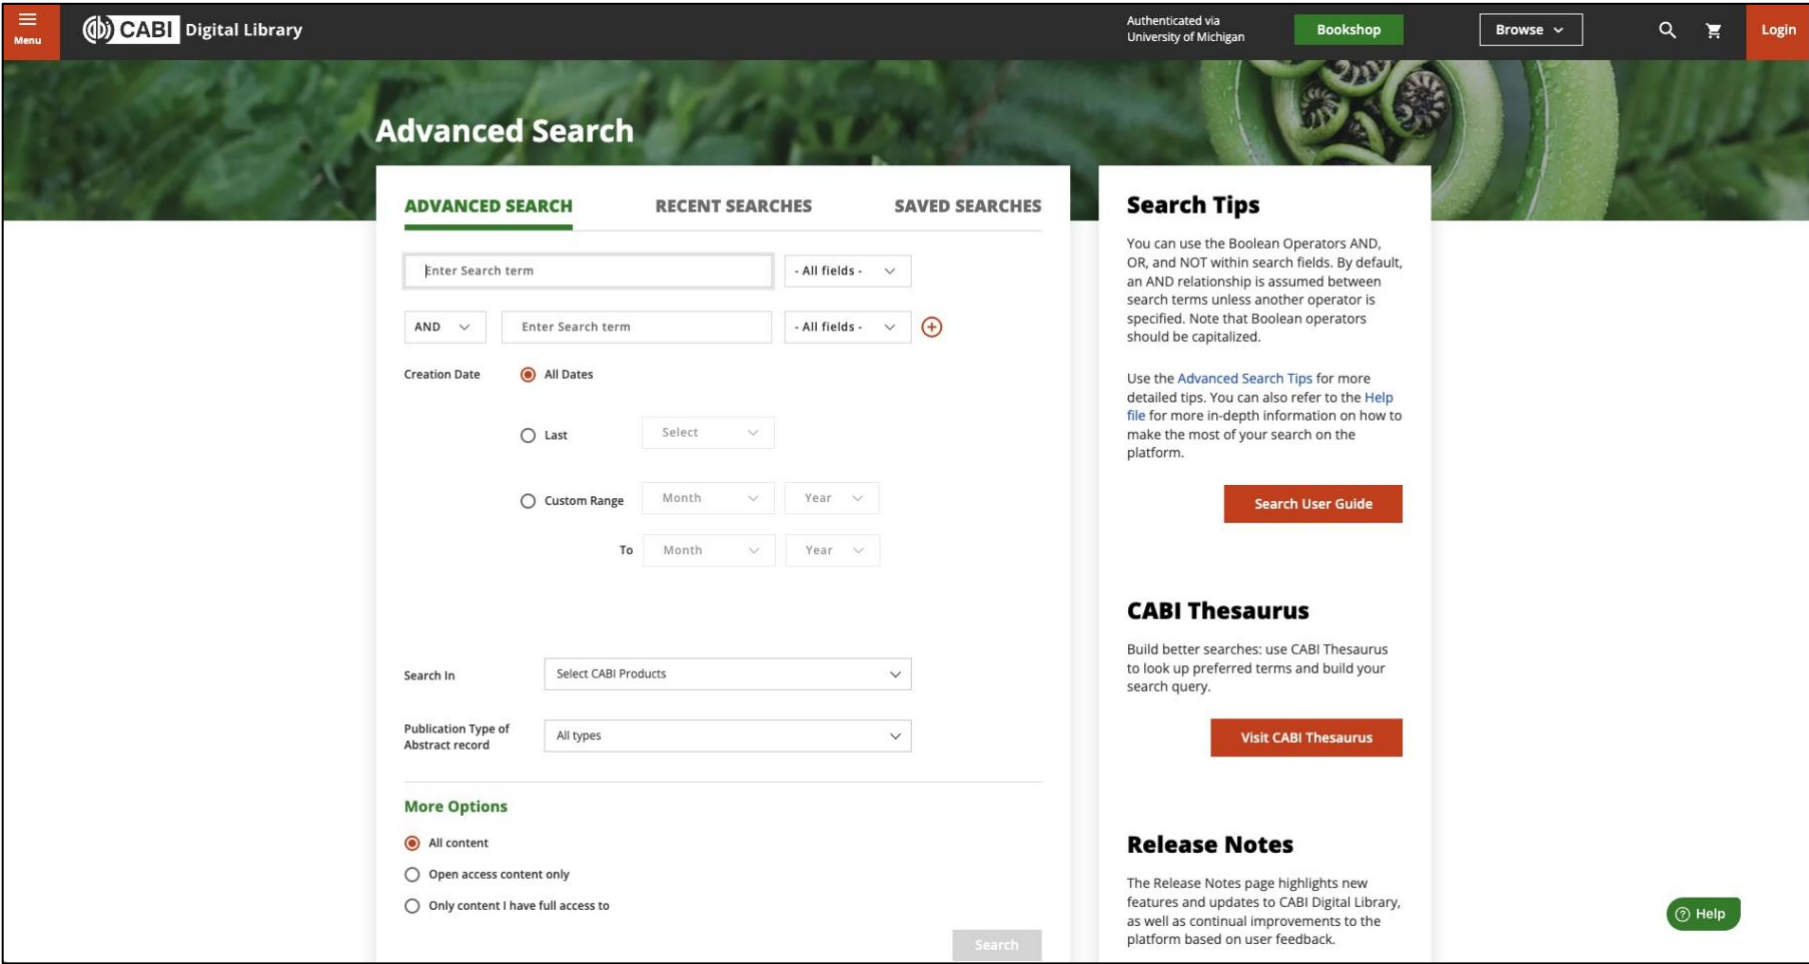 Menu
CABI Digital Library
Authenticated via
University of Michigan
Bookshop
Browse
Login
Advanced Search
ADVANCED SEARCH
RECENT SEARCHES
SAVED SEARCHES
Enter Search term
- All fields -
AND
Enter Search term
- All fields -
Creation Date
All Dates
Last
Select
Custom Range
Month
Year
To
Month
Year
Search In
Select CABI Products
Publication Type of
Abstract record
All types
More Options
All content
Open access content only
Only content I have full access to
Search
Search Tips
You can use the Boolean Operators AND,
OR, and NOT within search fields. By default,
an AND relationship is assumed between
search terms unless another operator is
specified. Note that Boolean operators
should be capitalized.
Use the Advanced Search Tips for more
detailed tips. You can also refer to the Help
file for more in-depth information on how to
make the most of your search on the
platform.
Search User Guide
CABI Thesaurus
Build better searches: use CABI Thesaurus
to look up preferred terms and build your
search query.
Visit CABI Thesaurus
Release Notes
The Release Notes page highlights new
features and updates to CABI Digital Library,
as well as continual improvements to the
platform based on user feedback.
Help